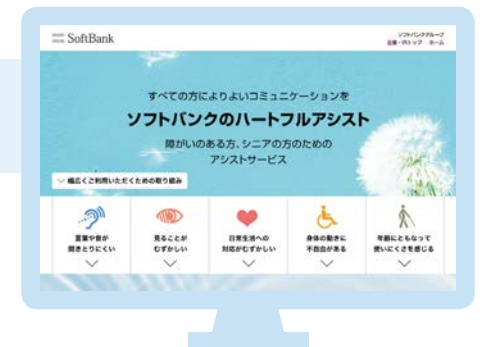 SoftBank
ソフトバンクグループ
企業・IRトップ ホーム
すべての方によりよいコミュニケーションを
ソフトバンクのハートフルアシスト
障がいのある方、シニアの方のための
アシストサービス
幅広くご利用いただくための取り組み
言葉や音が
聞きとりにくい
見ることが
むずかしい
日常生活への
対応がむずかしい
身体の動きに
不自由がある
年齢にともなって
使いにくさを感じる